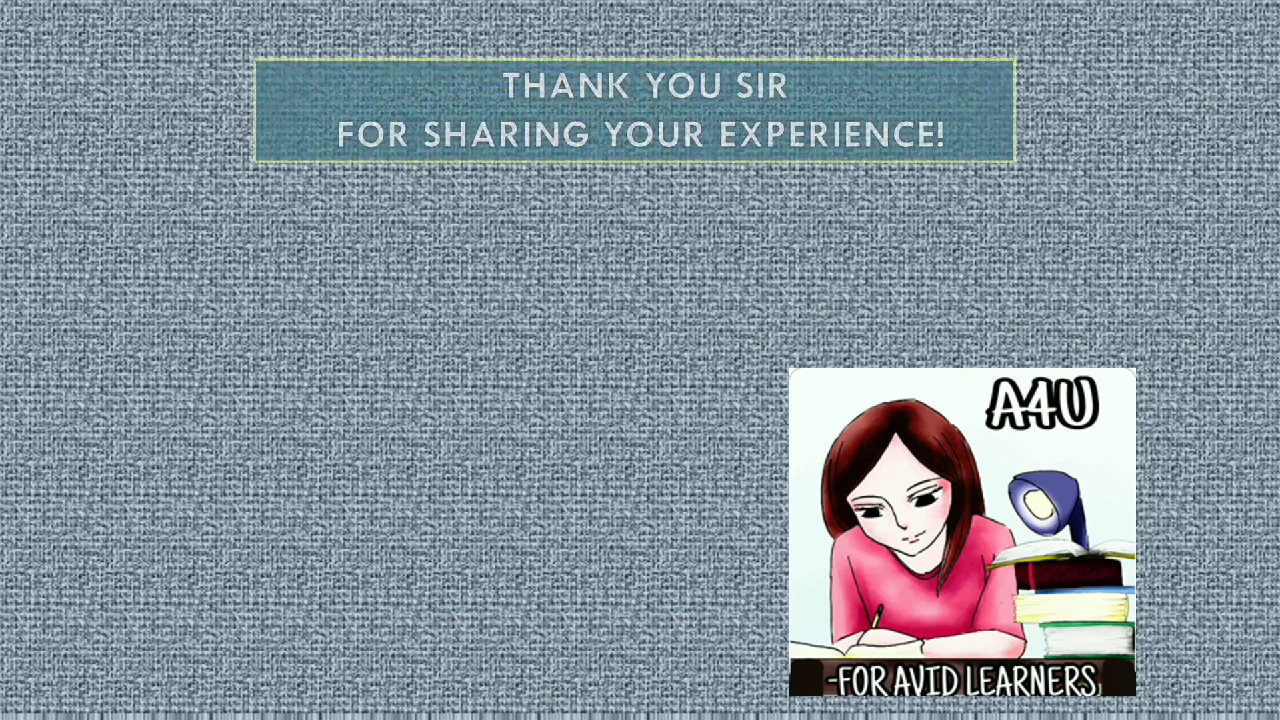 THANK YOU SIR
FOR SHARING YOUR EXPERIENCE!
A4U
-FOR AVID LEARNERS